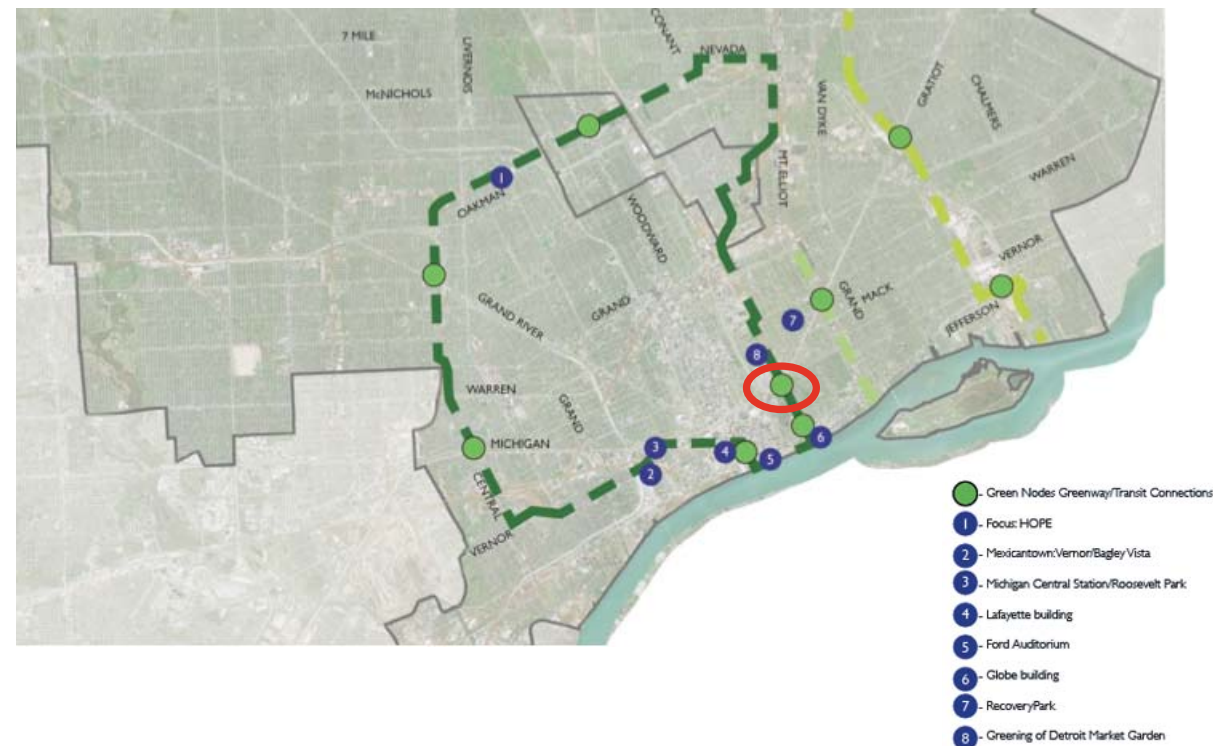 CONANT
7 MILE
LIVERNOIS
NEVADA
McNICHOLS
VAN DYKE
GRATIOT
CHALMERS
MT. ELLIOT
WARREN
1
OAKMAN
WOODWARD
VERNOR
GRAND RIVER
GRAND
GRAND
MACK
7
JEFFERSON
8
WARREN
GRAND
MICHIGAN
3
4
5
6
2
CENTRAL
VERNOR
- Green Nodes Greenway/Transit Connections
1 - Focus: HOPE
2 - Mexicantown:Vernor/Bagley Vista
3 - Michigan Central Station/Roosevelt Park
4 - Lafayette building
5 - Ford Auditorium
6 - Globe building
7 - RecoveryPark
8 - Greening of Detroit Market Garden